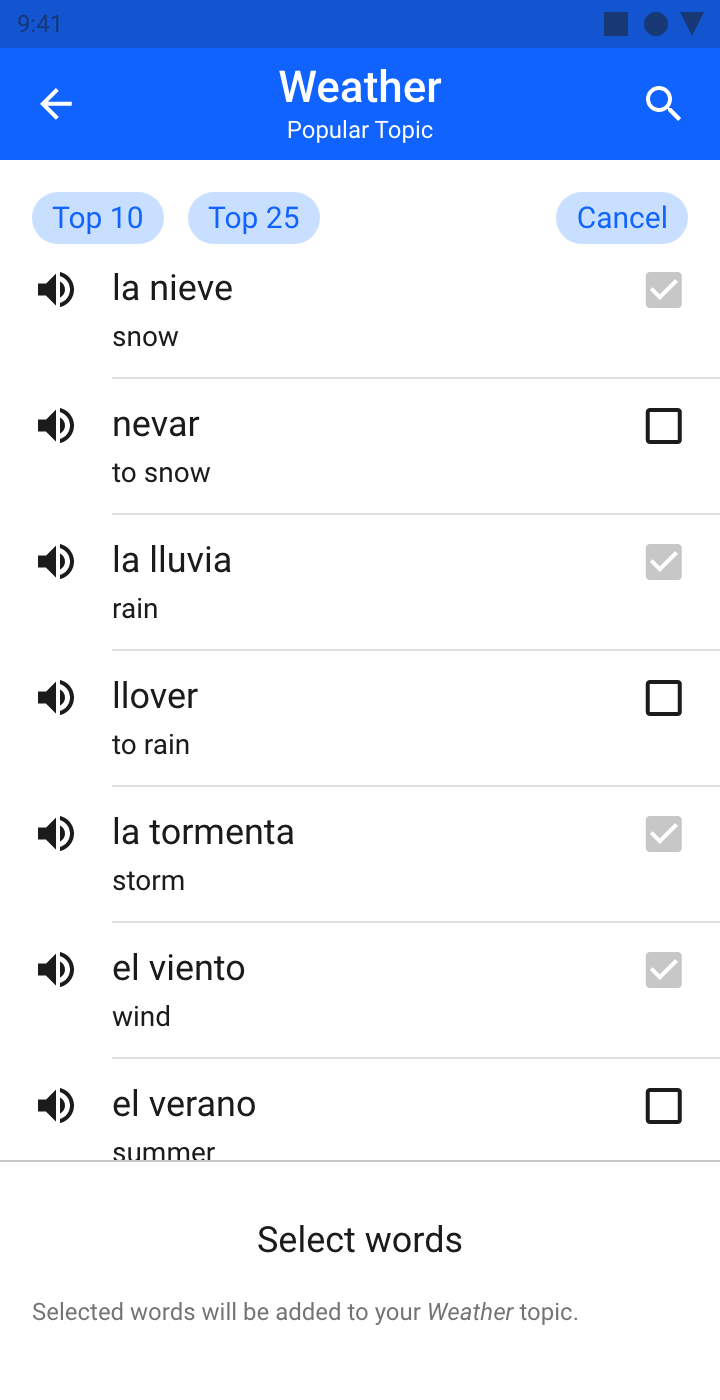 9:41
Weather
Popular Topic
Top 10 Top 25 Cancel
la nieve
snow
nevar
to snow
la lluvia
rain
llover
to rain
la tormenta
storm
el viento
wind
el verano
summer
Select words
Selected words will be added to your Weather topic.